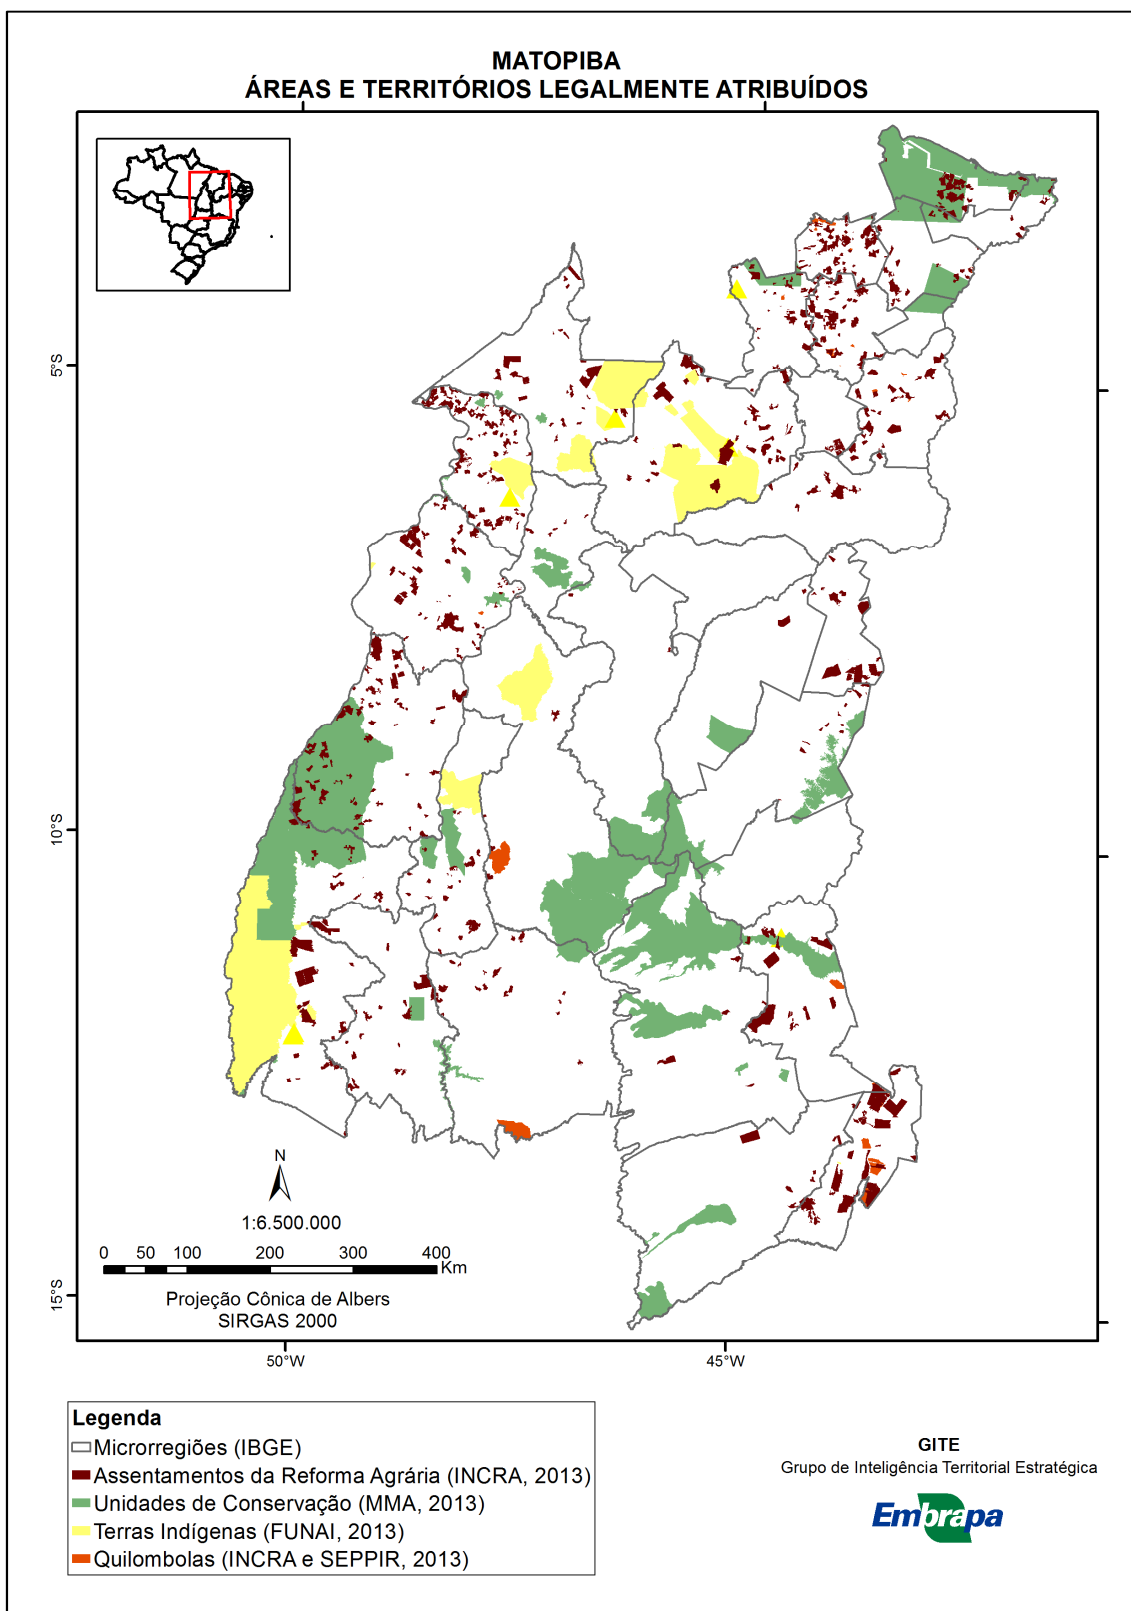 MATOPIBA
ÁREAS E TERRITÓRIOS LEGALMENTE ATRIBUÍDOS
5°S
10°S
15°S
N
1:6.500.000
0 50 100 200 300 400
Km
Projeção Cônica de Albers
SIRGAS 2000
50°W 45°W
Legenda
Microrregiões (IBGE)
Assentamentos da Reforma Agrária (INCRA, 2013)
Unidades de Conservação (MMA, 2013)
Terras Indígenas (FUNAI, 2013)
Quilombolas (INCRA e SEPPIR, 2013)
GITE
Grupo de Inteligência Territorial Estratégica
Embrapa